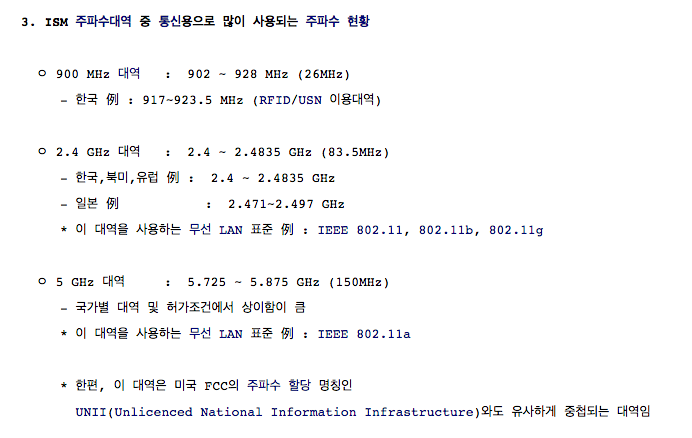 3. ISM 주파수대역 중 통신용으로 많이 사용되는 주파수 현황
ㅇ 900 MHz 대역 : 902 ~ 928 MHz (26MHz)
- 한국 例 : 917~923.5 MHz (RFID/USN 이용대역)
ㅇ 2.4 GHz 대역 : 2.4 ~ 2.4835 GHz (83.5MHz)
- 한국,북미,유럽 例 : 2.4 ~ 2.4835 GHz
- 일본 例 : 2.471~2.497 GHz
* 이 대역을 사용하는 무선 LAN 표준 例 : IEEE 802.11, 802.11b, 802.11g
ㅇ 5 GHz 대역 : 5.725 ~ 5.874 GHz (150MHz)
- 국가별 대역 및 허가조건에서 상이함이 큼
* 이 대역을 사용하는 무선 LAN 표준 例 : IEEE 802.11a
* 한편, 이 대역은 미국 FCC의 주파수 할당 명칭인
UNII(Unlicenced National Information Infrastructure)와도 유사하게 중첩되는 대역임